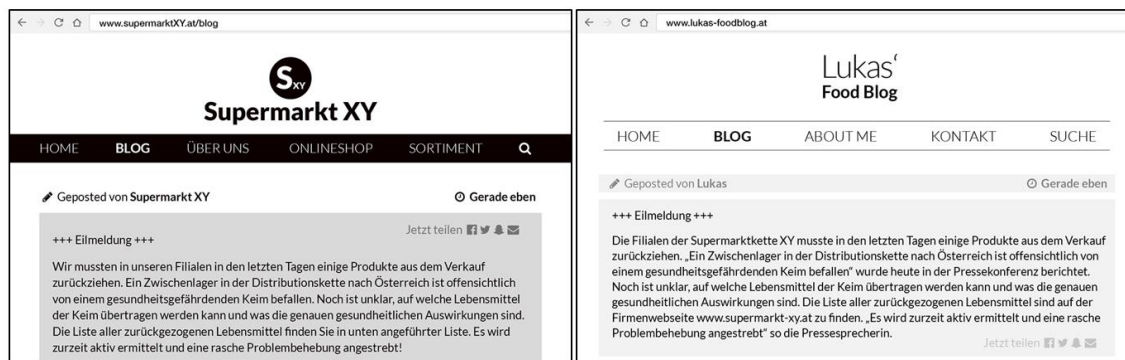 www.supermarktXY.at/blog
SXY
Supermarkt XY
HOME BLOG ÜBER UNS ONLINESHOP SORTIMENT
Geposted von Supermarkt XY Gerade eben
Jetzt teilen
+++ Eilmeldung +++
Wir mussten in unseren Filialen in den letzten Tagen einige Produkte aus dem Verkauf
zurückziehen. Ein Zwischenlager in der Distributionskette nach Österreich ist offensichtlich
von einem gesundheitsgefährdenden Keim befallen. Noch ist unklar, auf welche Lebensmittel
der Keim übertragen werden kann und was die genauen gesundheitlichen Auswirkungen sind.
Die Liste aller zurückgezogenen Lebensmittel finden Sie in unten angeführter Liste. Es wird
zurzeit aktiv ermittelt und eine rasche Problembehebung angestrebt!
www.lukas-foodblog.at
Lukas‘
Food Blog
HOME BLOG ABOUT ME KONTAKT SUCHE
Geposted von Lukas Gerade eben
+++ Eilmeldung +++
Die Filialen der Supermarktkette XY musste in den letzten Tagen einige Produkte aus dem Verkauf
zurückziehen. „Ein Zwischenlager in der Distributionskette nach Österreich ist offensichtlich von
einem gesundheitsgefährdenden Keim befallen“ wurde heute in der Pressekonferenz berichtet.
Noch ist unklar, auf welche Lebensmittel der Keim übertragen werden kann und was die genauen
gesundheitlichen Auswirkungen sind. Die Liste aller zurückgezogenen Lebensmittel sind auf der
Firmenwebseite www.supermarkt-xy.at zu finden. „Es wird zurzeit aktiv ermittelt und eine rasche
Problembehebung angestrebt“ so die Pressesprecherin.
Jetzt teilen